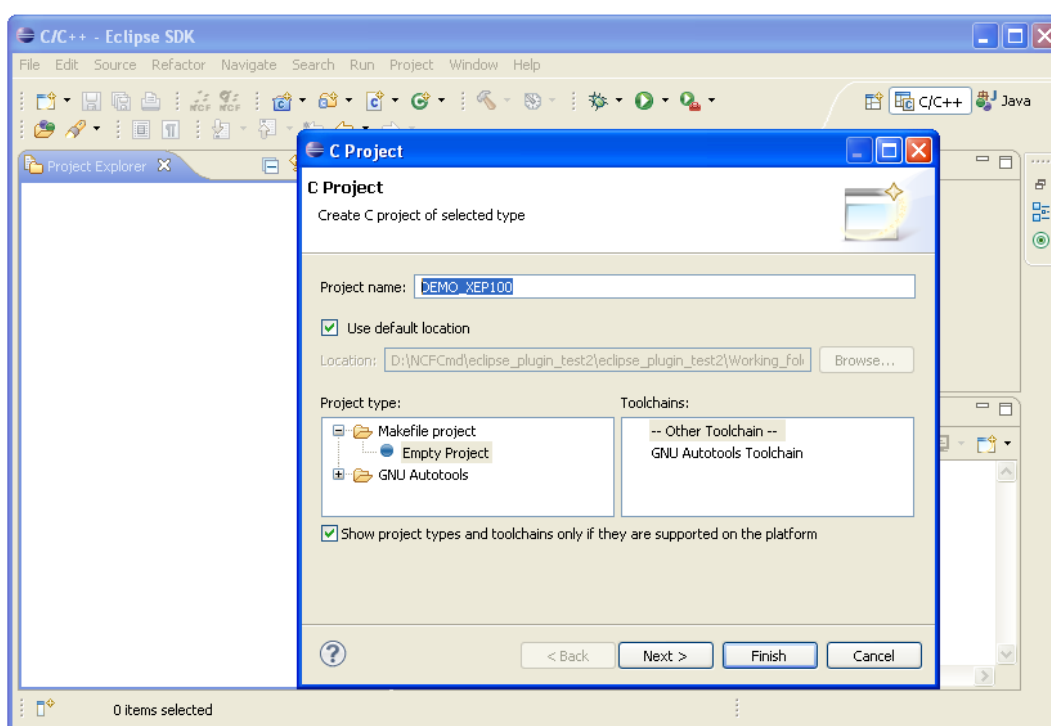 C/C++ - Eclipse SDK
File Edit Source Refactor Navigate Search Run Project Window Help
C/C++ Java
Project Explorer
C Project
C Project
Create C project of selected type
Project name: DEMO_XEP100
Use default location
Location: D:\NCFCmd\eclipse_plugin_test2\eclipse_plugin_test2\Working_fol Browse...
Project type: Toolchains:
Makefile project -- Other Toolchain --
Empty Project GNU Autotools Toolchain
GNU Autotools
Show project types and toolchains only if they are supported on the platform
< Back Next > Finish Cancel
0 items selected